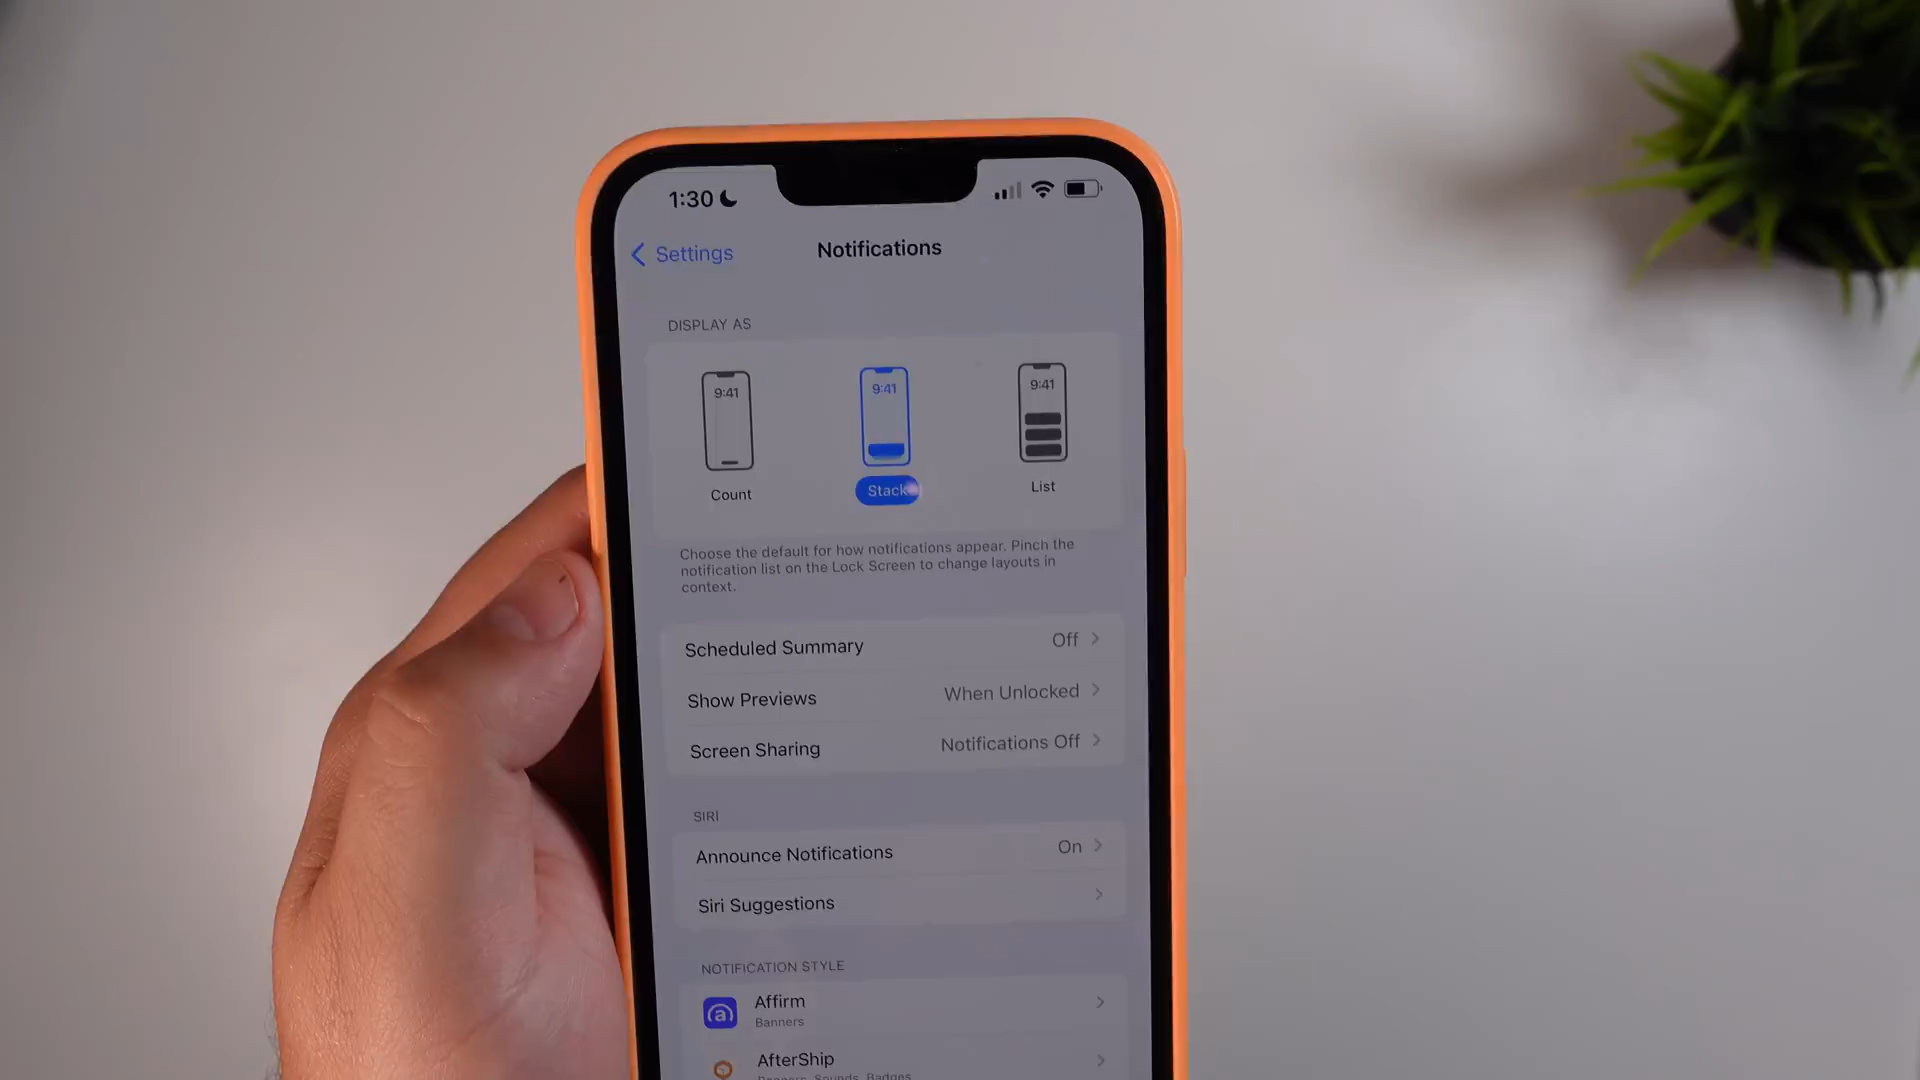 1:30
Settings
Notifications
DISPLAY AS
9:41
9:41
9:41
Count
Stack
List
Choose the default for how notifications appear. Pinch the
notification list on the Lock Screen to change layouts in
context.
Scheduled Summary Off
Show Previews When Unlocked
Screen Sharing Notifications Off
SIRI
Announce Notifications On
Siri Suggestions
NOTIFICATION STYLE
Affirm
Banners
AfterShip
Banners, Sounds, Badges